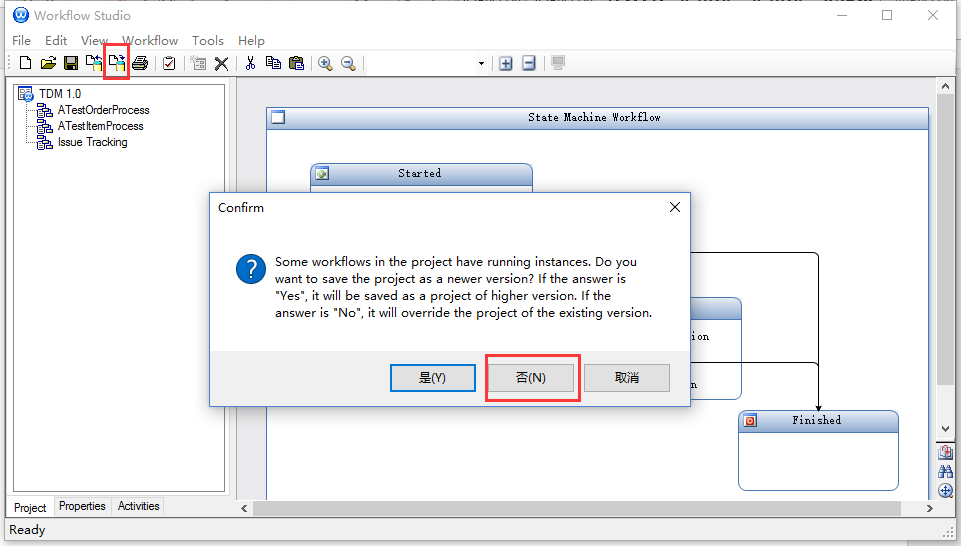 Workflow Studio
File Edit View Workflow Tools Help
TDM 1.0
ATestOrderProcess
ATestItemProcess
Issue Tracking
State Machine Workflow
Started
Confirm
Some workflows in the project have running instances. Do you
want to save the project as a newer version? If the answer is
"Yes", it will be saved as a project of higher version. If the
answer is "No", it will override the project of the existing version.
是(Y) 否(N) 取消
ion
n
Finished
Project Properties Activities
Ready